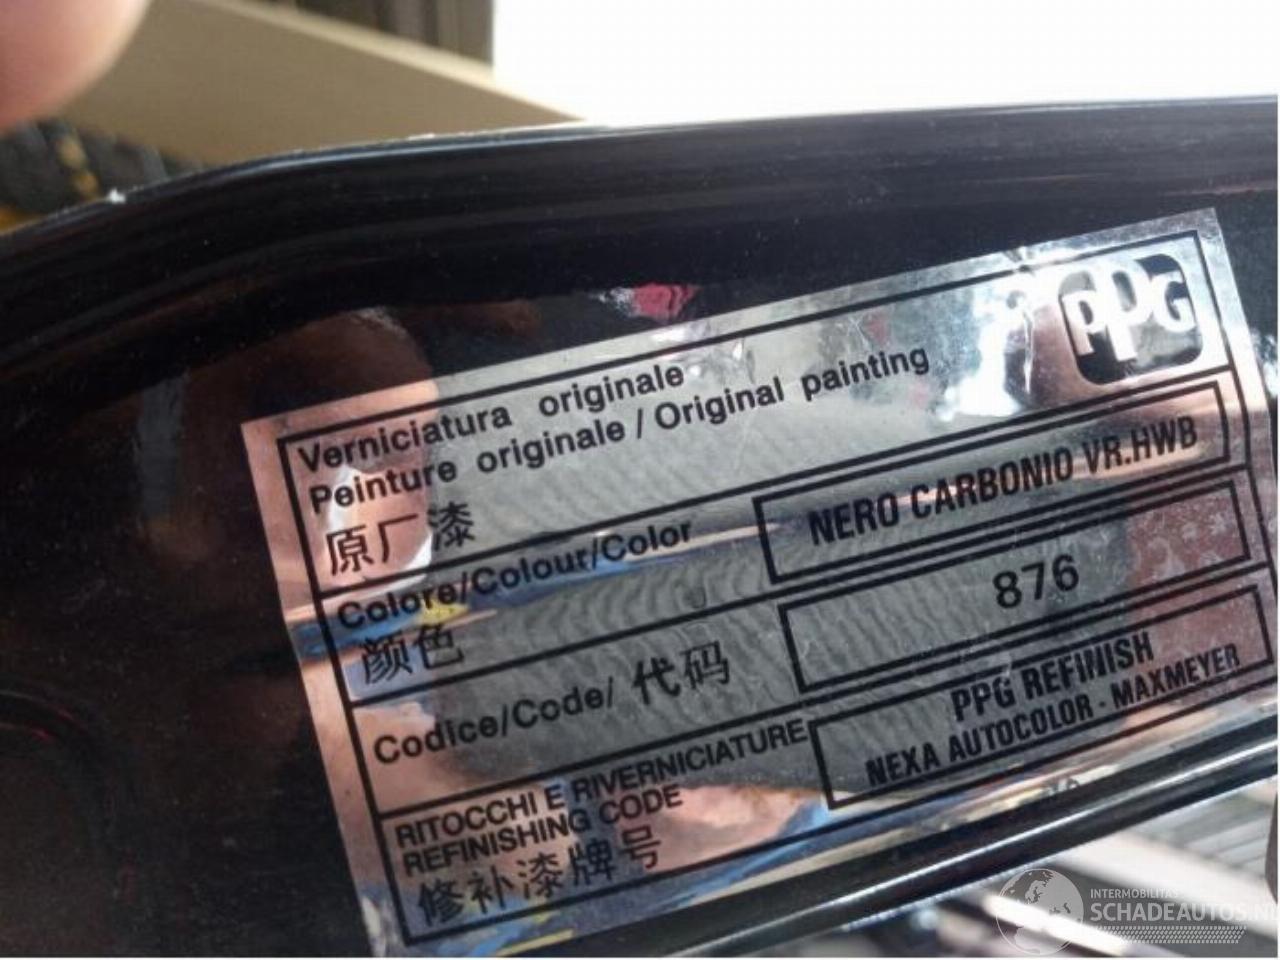 PPG
Verniciatura originale
Peinture originale / Original painting
原厂漆
Colore/Colour/Color
颜色
NERO CARBONIO VR.HWB
Codice/Code/ 代码
876
RITOCCHI E RIVERNICIATURE
REFINISHING CODE
修补漆牌号
PPG REFINISH
NEXA AUTOCOLOR - MAXMEYER
INTERMOBILITAS
SCHADEAUTOS.NL